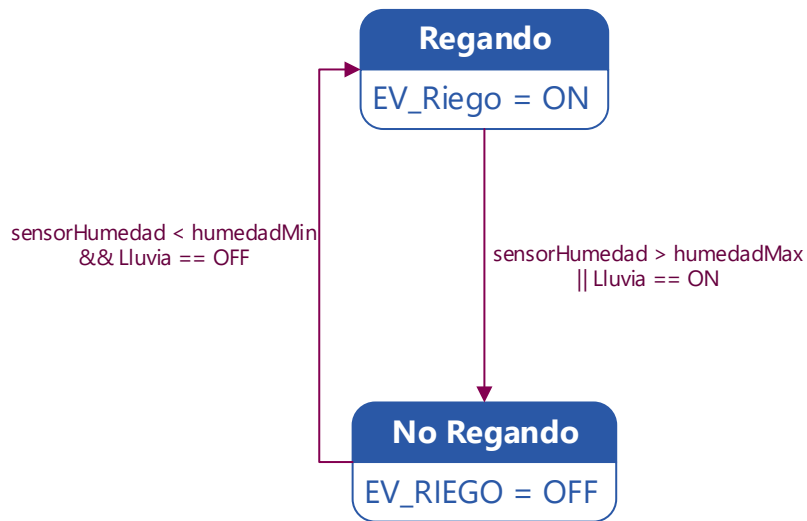 Regando
EV_Riego = ON
sensorHumedad < humedadMin
&& Lluvia == OFF
sensorHumedad > humedadMax
|| Lluvia == ON
No Regando
EV_RIEGO = OFF